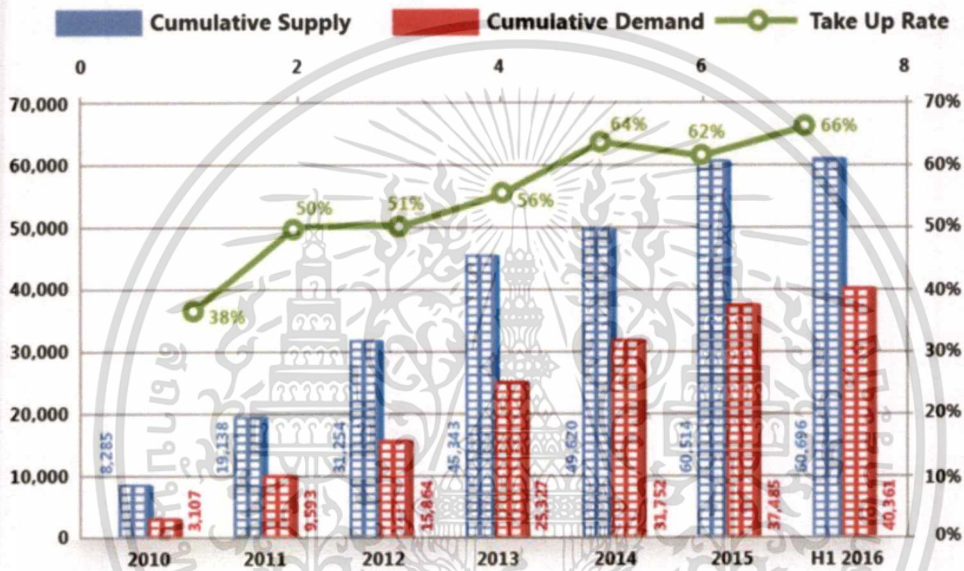 Cumulative Supply Cumulative Demand Take Up Rate
0 2 4 6 8
70,000 70%
60,000 60%
50,000 50%
40,000 40%
30,000 30%
20,000 20%
10,000 10%
0 0%
38% 50% 51% 56% 64% 62% 66%
8,285 3,107 19,138 9,593 31,254 15,864 45,343 25,327 49,620 31,752 60,514 37,485 60,696 40,361
2010 2011 2012 2013 2014 2015 H1 2016